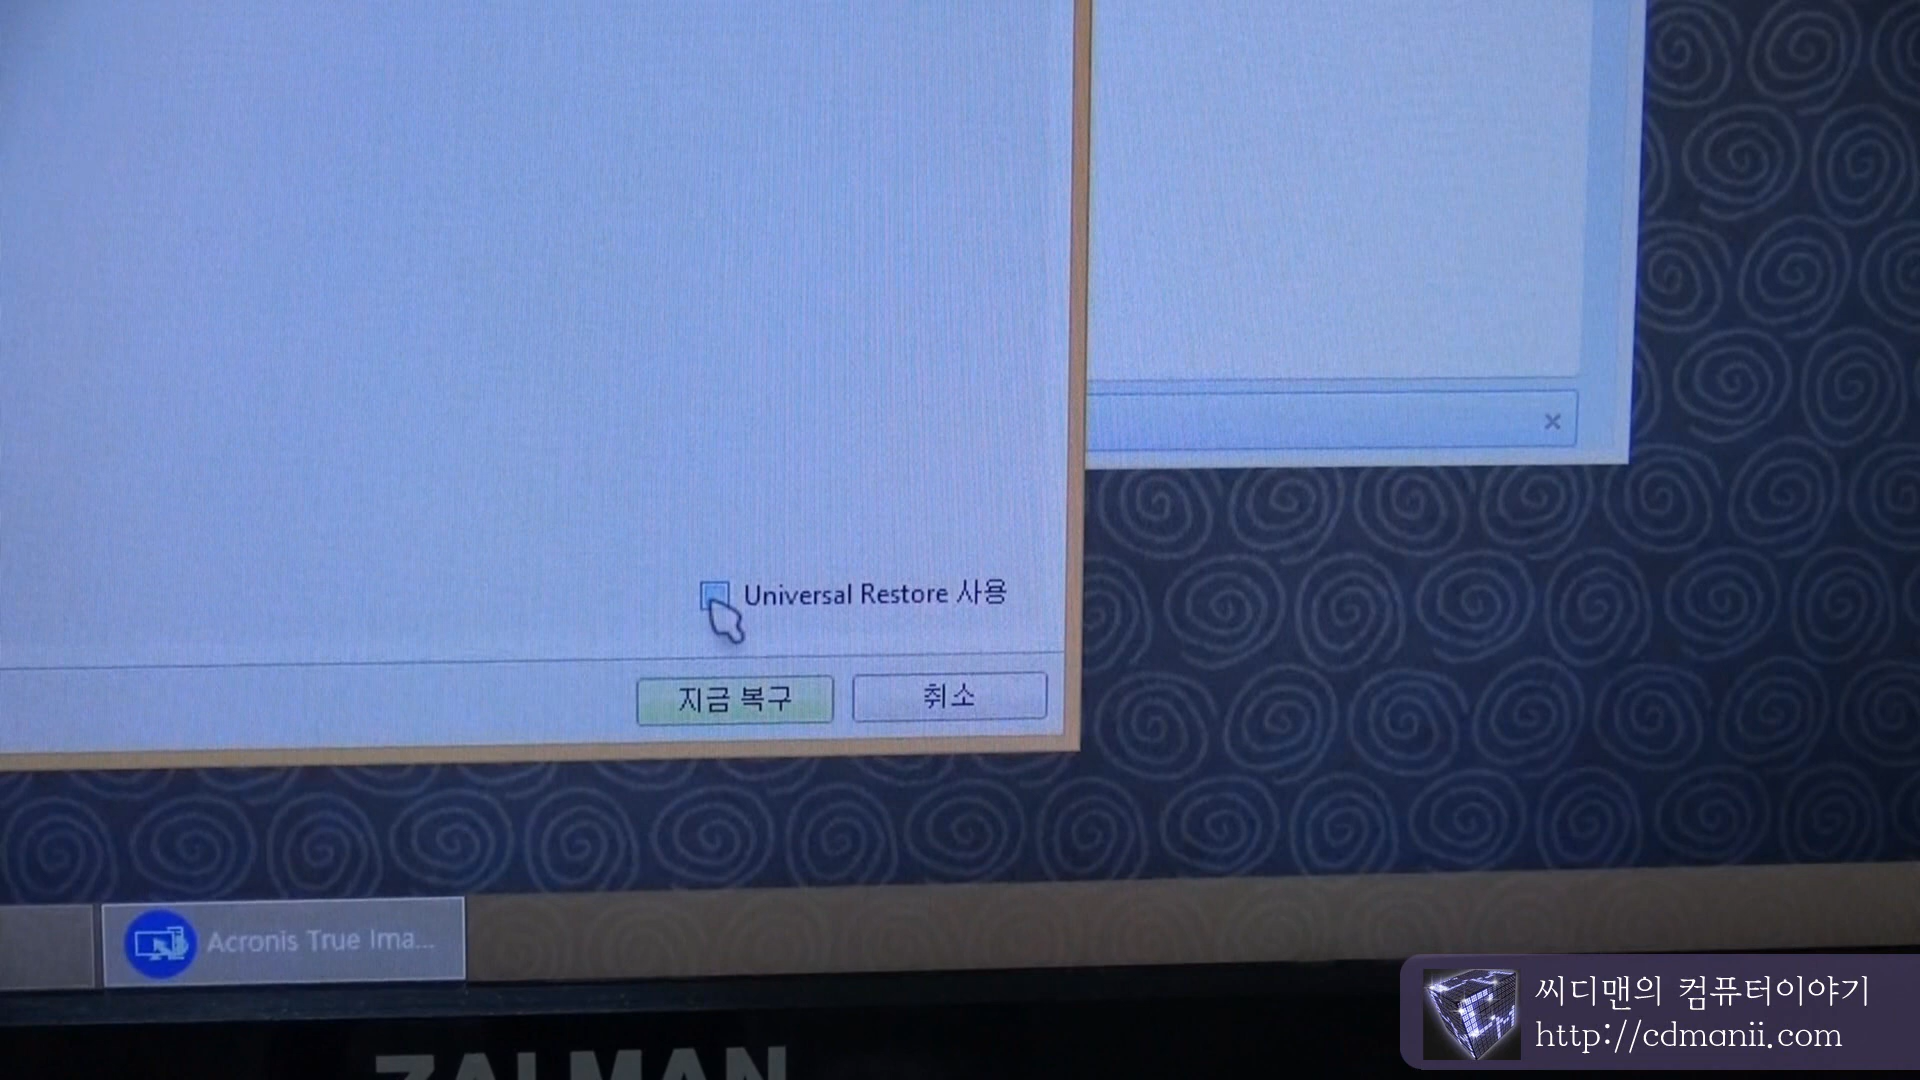 Universal Restore 사용
지금 복구
취소
Acronis True Ima...
ZALMAN
씨디맨의 컴퓨터이야기
http://cdmanii.com